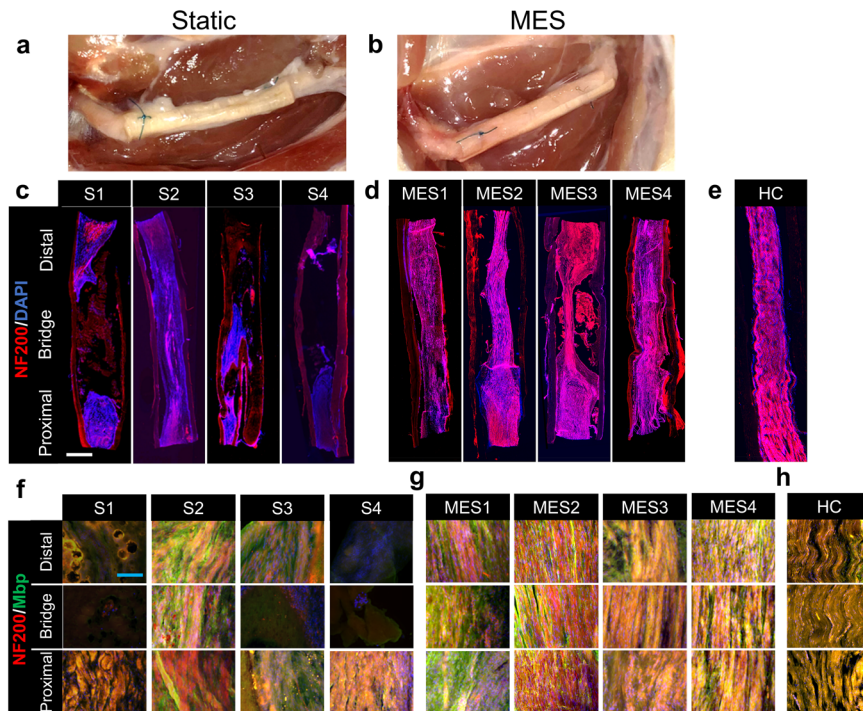 Static
MES
a
b
c
S1
S2
S3
S4
d
MES1
MES2
MES3
MES4
e
HC
NF200/DAPI
Distal
Bridge
Proximal
f
S1
S2
S3
S4
g
MES1
MES2
MES3
MES4
h
HC
NF200/Mbp
Distal
Bridge
Proximal